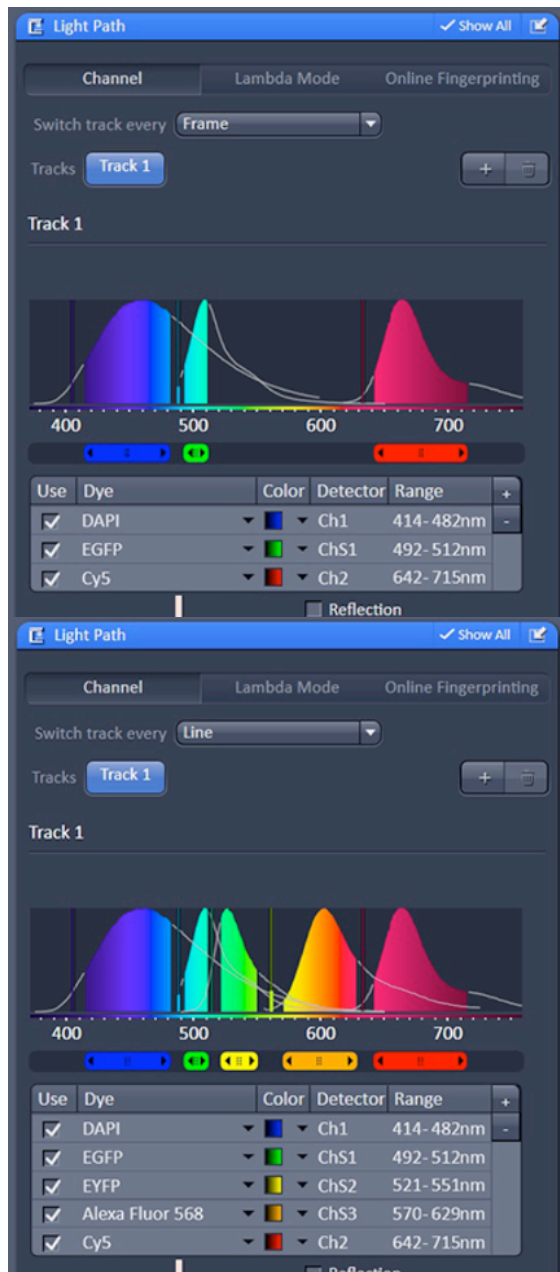 Light Path Show All
Channel Lambda Mode Online Fingerprinting
Switch track every Frame
Tracks Track 1 +
Track 1
400 500 600 700
Use Dye Color Detector Range +
DAPI Ch1 414-482nm -
EGFP ChS1 492-512nm
Cy5 Ch2 642-715nm
Reflection
Light Path Show All
Channel Lambda Mode Online Fingerprinting
Switch track every Line
Tracks Track 1 +
Track 1
400 500 600 700
Use Dye Color Detector Range +
DAPI Ch1 414-482nm -
EGFP ChS1 492-512nm
EYFP ChS2 521-551nm
Alexa Fluor 568 ChS3 570-629nm
Cy5 Ch2 642-715nm